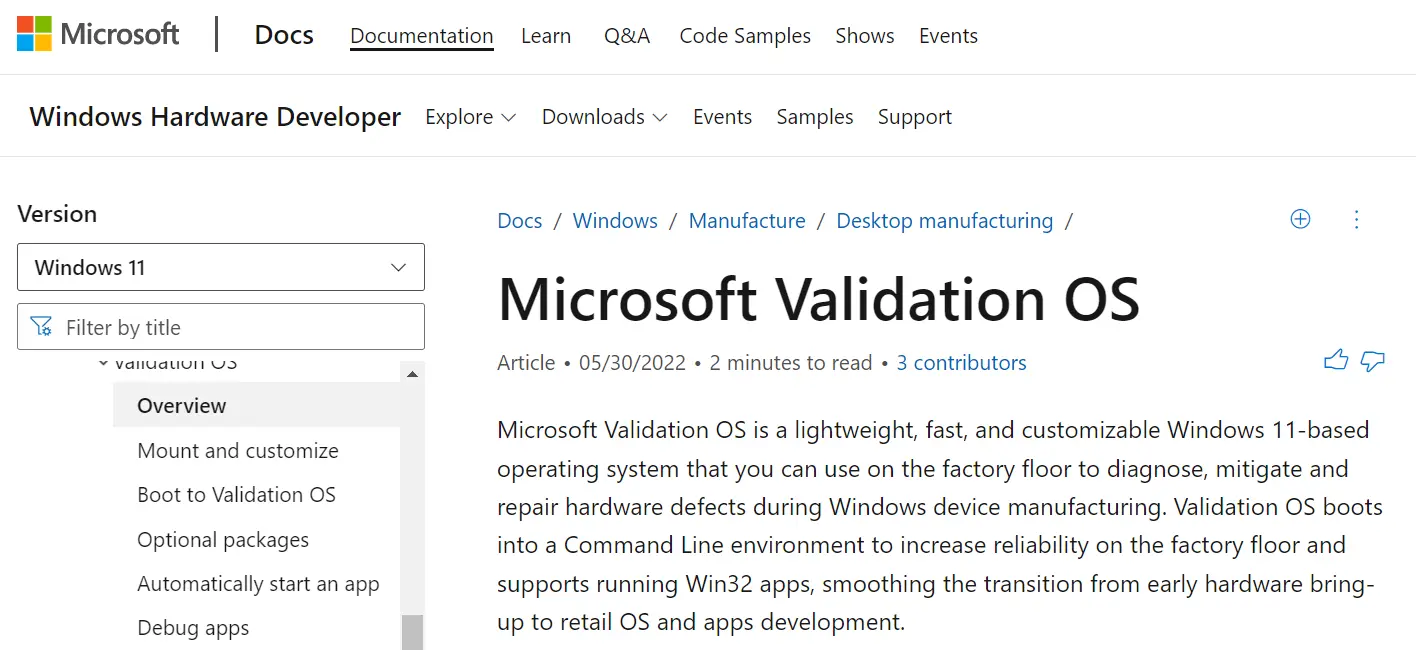 Microsoft Docs Documentation Learn Q&A Code Samples Shows Events
Windows Hardware Developer Explore Downloads Events Samples Support
Version
Windows 11
Filter by title
Validation OS
Overview
Mount and customize
Boot to Validation OS
Optional packages
Automatically start an app
Debug apps
Docs / Windows / Manufacture / Desktop manufacturing /
Microsoft Validation OS
Article • 05/30/2022 • 2 minutes to read • 3 contributors
Microsoft Validation OS is a lightweight, fast, and customizable Windows 11-based
operating system that you can use on the factory floor to diagnose, mitigate and
repair hardware defects during Windows device manufacturing. Validation OS boots
into a Command Line environment to increase reliability on the factory floor and
supports running Win32 apps, smoothing the transition from early hardware bring-
up to retail OS and apps development.